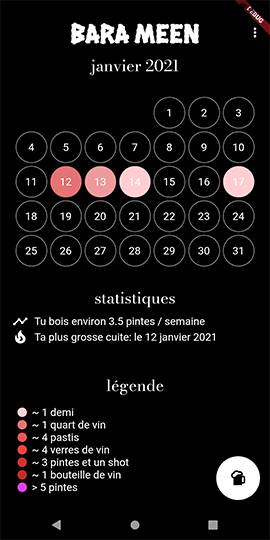 DEBUG
BARA MEEN
janvier 2021
1 2 3
4 5 6 7 8 9 10
11 12 13 14 15 16 17
18 19 20 21 22 23 24
25 26 27 28 29 30 31
statistiques
Tu bois environ 3.5 pintes / semaine
Ta plus grosse cuite: le 12 janvier 2021
légende
~ 1 demi
~ 1 quart de vin
~ 4 pastis
~ 4 verres de vin
~ 3 pintes et un shot
~ 1 bouteille de vin
> 5 pintes